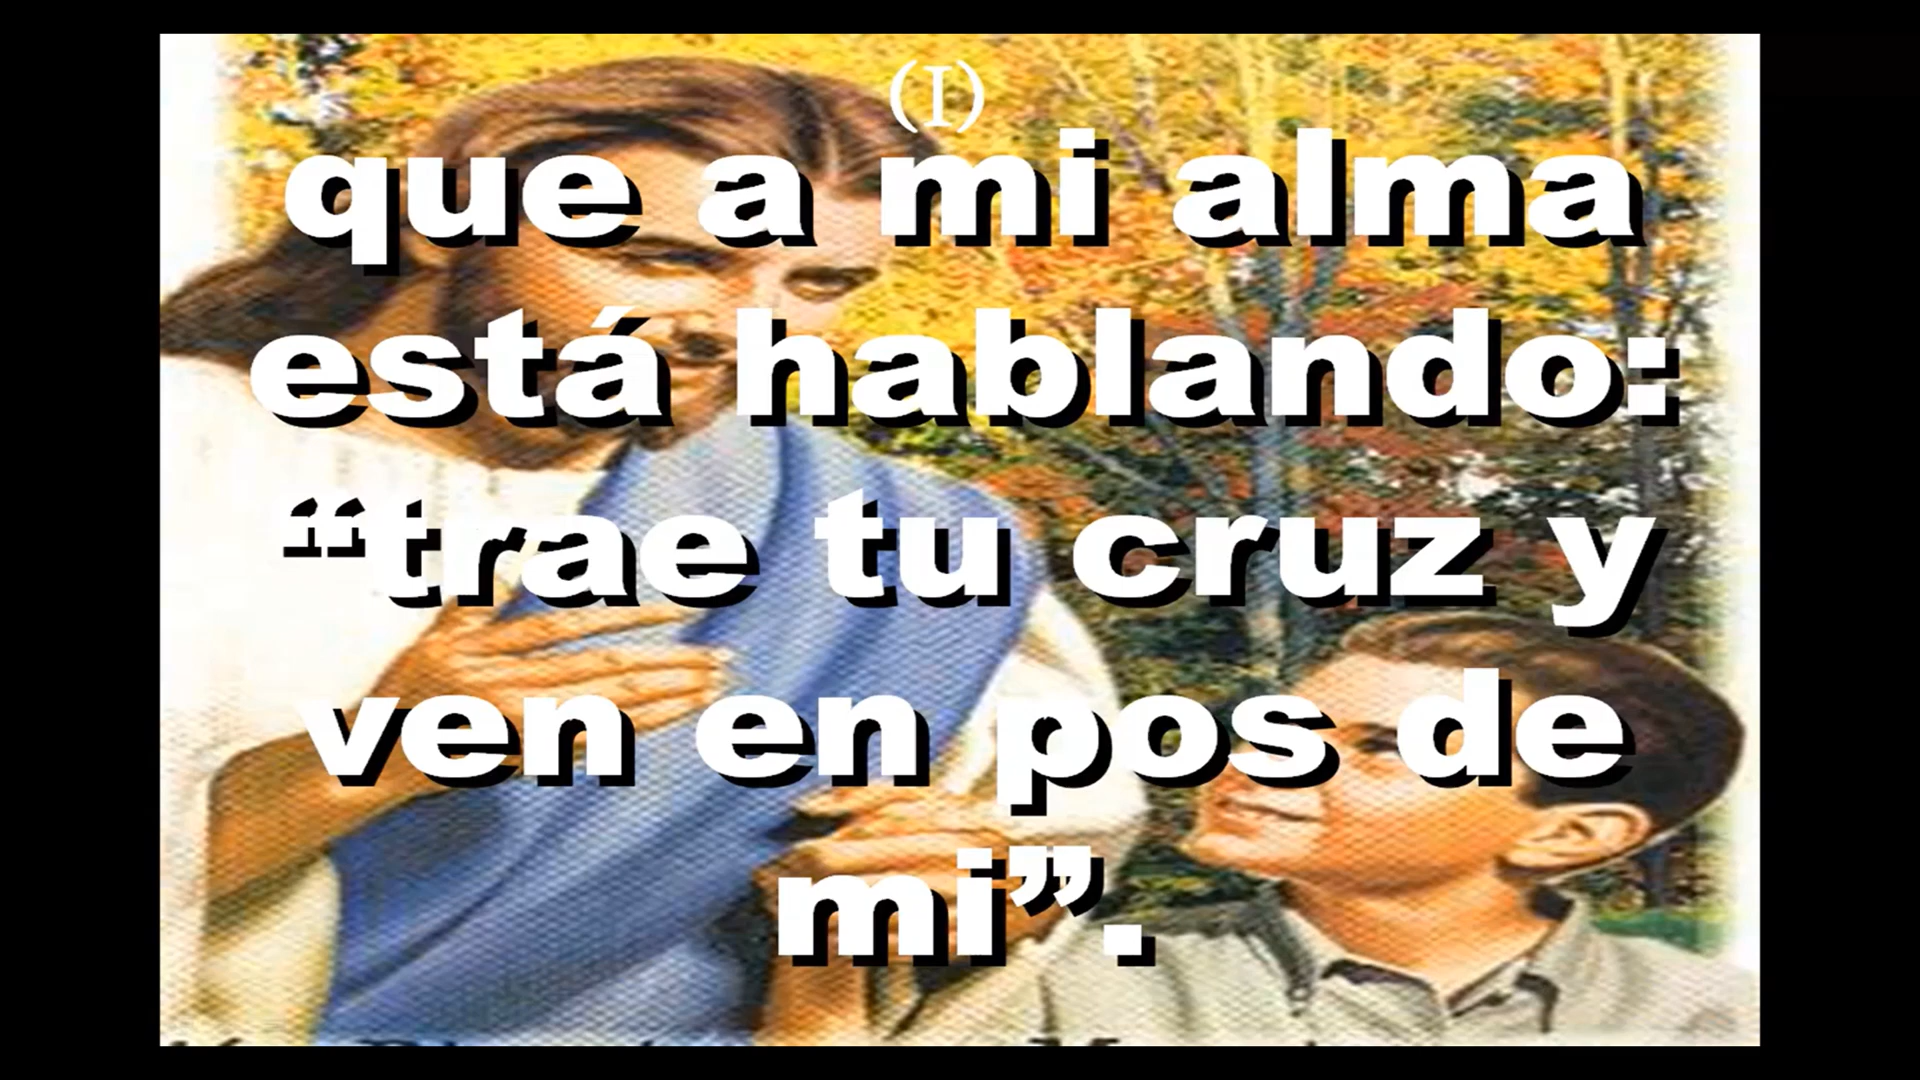 (I)
que a mi alma
está hablando:
“trae tu cruz y
ven en pos de
mi”.